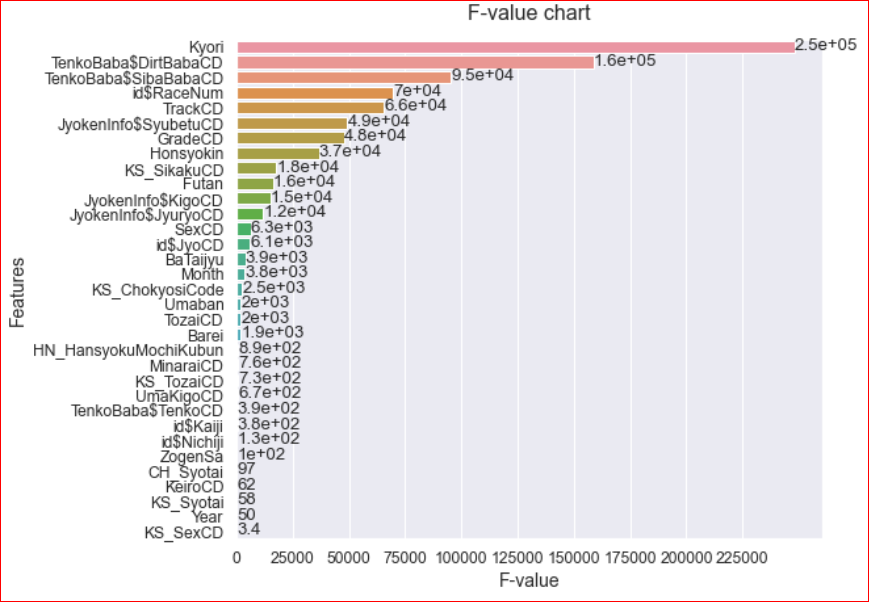 F-value chart
Kyori 2.5e+05
TenkoBaba$DirtBabaCD 1.6e+05
TenkoBaba$SibaBabaCD 9.5e+04
id$RaceNum 7e+04
TrackCD 6.6e+04
JyokenInfo$SyubetuCD 4.9e+04
GradeCD 4.8e+04
Honsyokin 3.7e+04
KS_SikakuCD 1.8e+04
Futan 1.6e+04
JyokenInfo$KigoCD 1.5e+04
JyokenInfo$JyuryoCD 1.2e+04
SexCD 6.3e+03
id$JyoCD 6.1e+03
BaTaijyu 3.9e+03
Month 3.8e+03
KS_ChokyosiCode 2.5e+03
Umaban 2e+03
TozaiCD 2e+03
Barei 1.9e+03
HN_HansyokuMochiKubun 8.9e+02
MinaraiCD 7.6e+02
KS_TozaiCD 7.3e+02
UmaKigoCD 6.7e+02
TenkoBaba$TenkoCD 3.9e+02
id$Kaiji 3.8e+02
id$Nichiji 1.3e+02
ZogenSa 1e+02
CH_Syotai 97
KeiroCD 62
KS_Syotai 58
Year 50
KS_SexCD 3.4
Features
0 25000 50000 75000 100000 125000 150000 175000 200000 225000
F-value